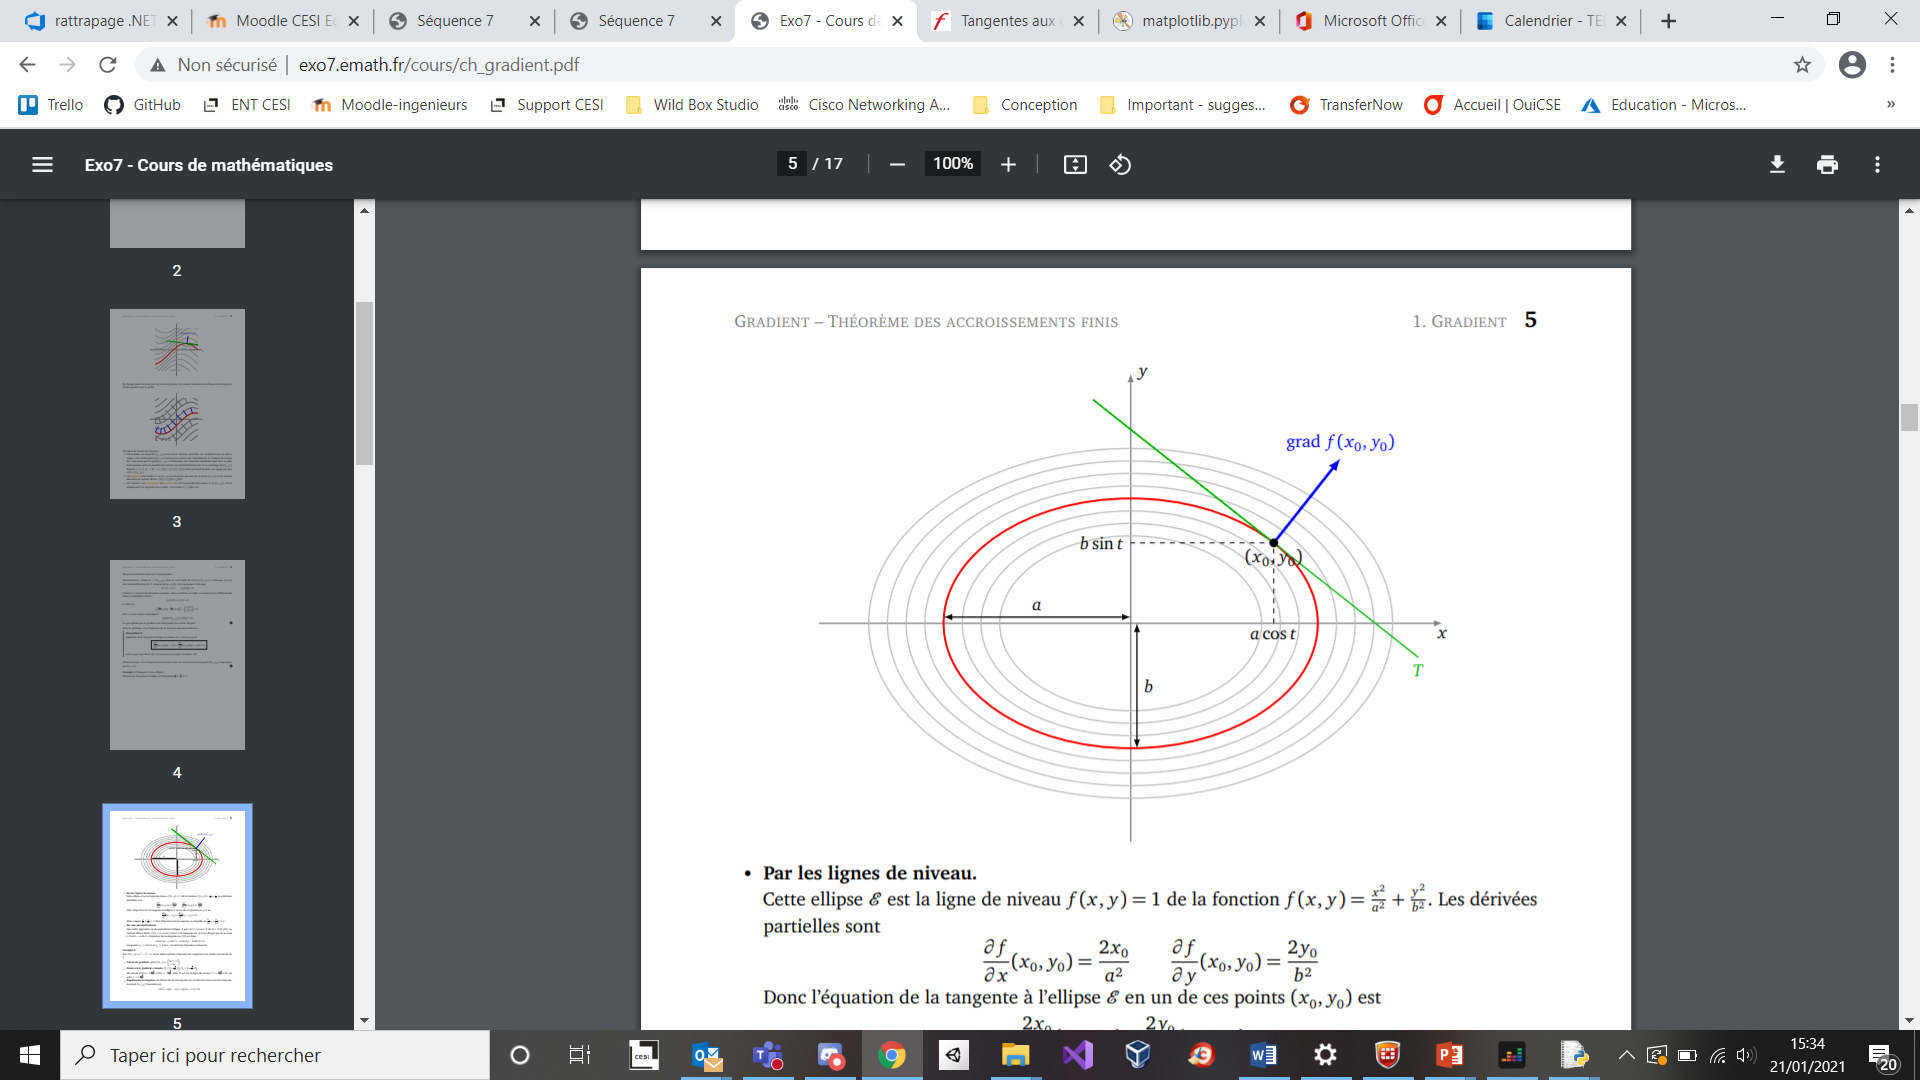 rattrapage .NET
Moodle CESI Ec
Séquence 7
Séquence 7
Exo7 - Cours de
Tangentes aux
matplotlib.pypl
Microsoft Offic
Calendrier - TE
Non sécurisé | exo7.emath.fr/cours/ch_gradient.pdf
Trello
GitHub
ENT CESI
Moodle-ingenieurs
Support CESI
Wild Box Studio
Cisco Networking A...
Conception
Important - sugges...
TransferNow
Accueil | OuiCSE
Education - Micros...
»
Exo7 - Cours de mathématiques
5 / 17
100%
2
3
4
5
GRADIENT – THÉORÈME DES ACCROISSEMENTS FINIS
1. GRADIENT 5
y
grad f(x₀, y₀)
b sin t
(x₀, y₀)
a
a cos t
x
T
b
• Par les lignes de niveau.
Cette ellipse ℰ est la ligne de niveau f(x, y) = 1 de la fonction f(x, y) = x²/a² + y²/b². Les dérivées
partielles sont
∂f/∂x (x₀, y₀) = 2x₀/a² ∂f/∂y (x₀, y₀) = 2y₀/b²
Donc l'équation de la tangente à l'ellipse ℰ en un de ces points (x₀, y₀) est
2x₀ 2y₀
Taper ici pour rechercher
cesi
15:34
21/01/2021
20